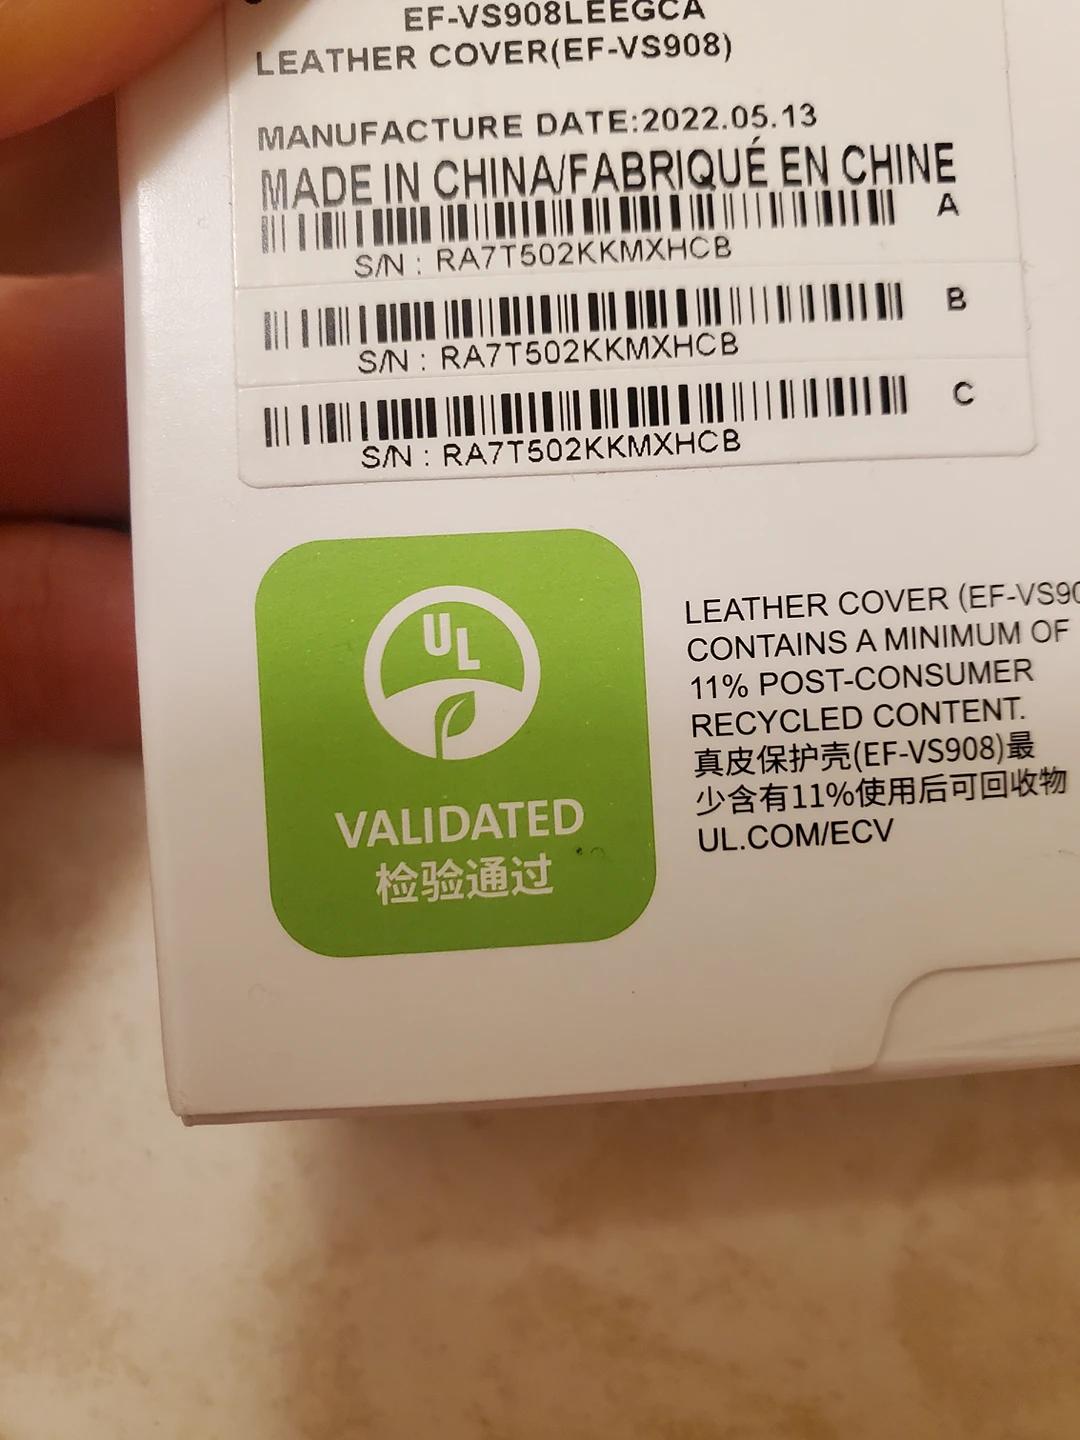 EF-VS908LEEGCA
LEATHER COVER(EF-VS908)
MANUFACTURE DATE:2022.05.13
MADE IN CHINA/FABRIQUÉ EN CHINE
A
S/N : RA7T502KKMXHCB
B
S/N : RA7T502KKMXHCB
C
S/N : RA7T502KKMXHCB
UL
VALIDATED
检验通过
LEATHER COVER (EF-VS90
CONTAINS A MINIMUM OF
11% POST-CONSUMER
RECYCLED CONTENT.
真皮保护壳(EF-VS908)最
少含有11%使用后可回收物
UL.COM/ECV